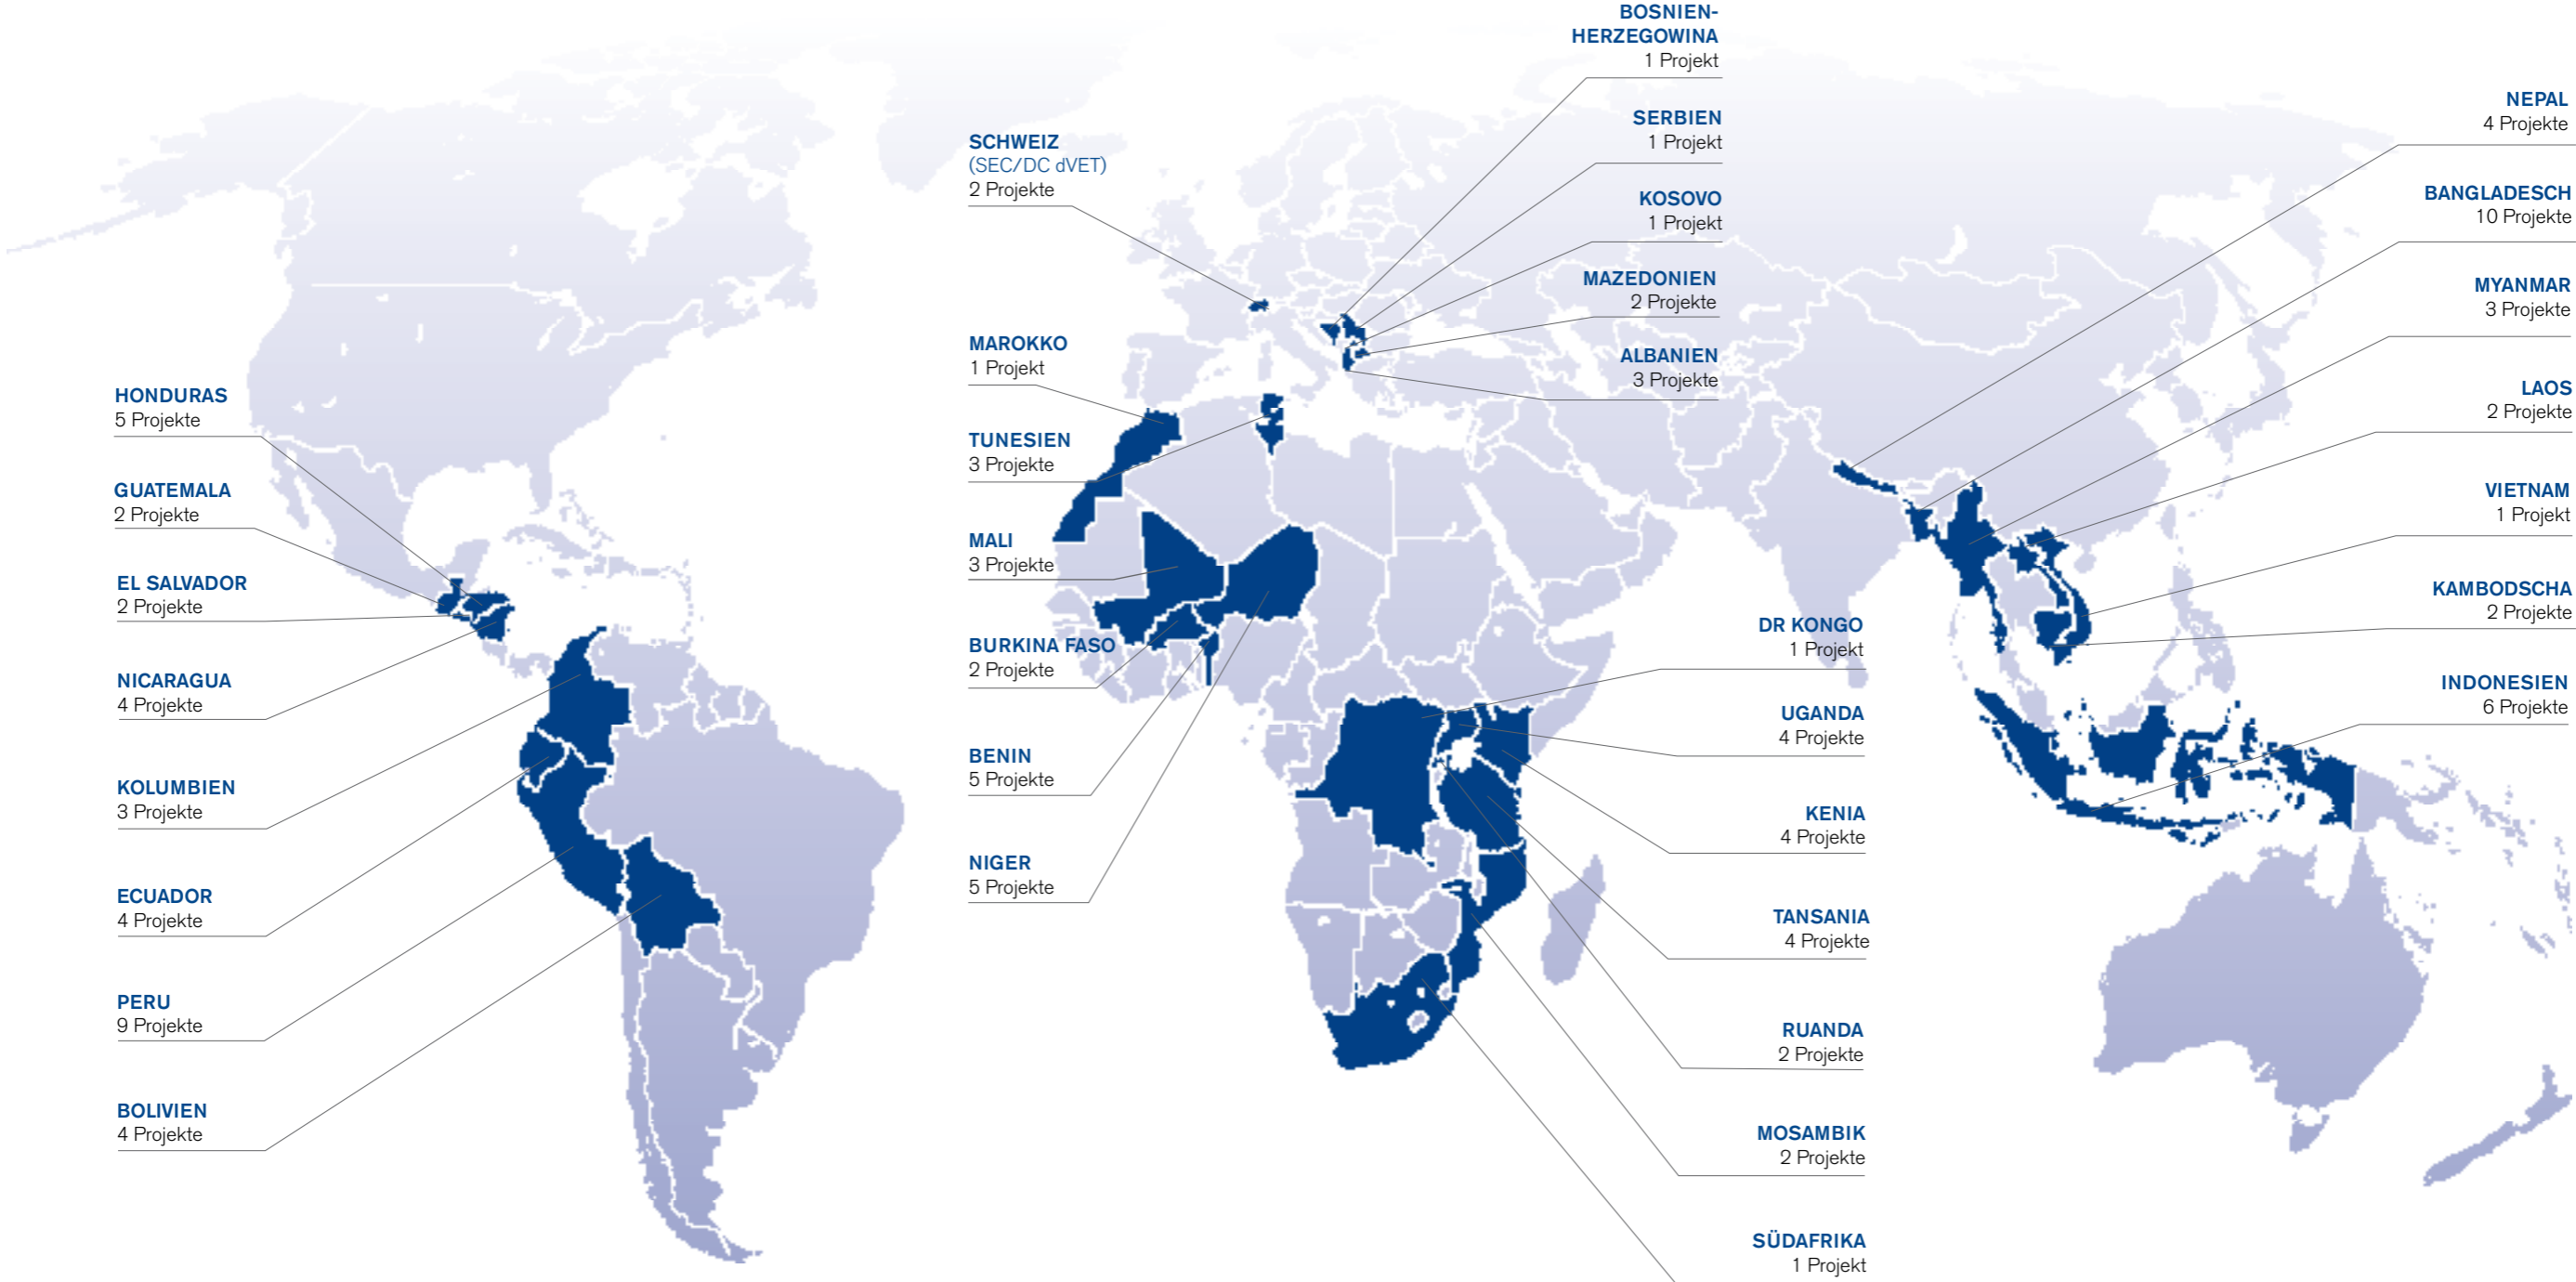 HONDURAS
5 Projekte
GUATEMALA
2 Projekte
EL SALVADOR
2 Projekte
NICARAGUA
4 Projekte
KOLUMBIEN
3 Projekte
ECUADOR
4 Projekte
PERU
9 Projekte
BOLIVIEN
4 Projekte
SCHWEIZ
(SEC/DC dVET)
2 Projekte
MAROKKO
1 Projekt
TUNESIEN
3 Projekte
MALI
3 Projekte
BURKINA FASO
2 Projekte
BENIN
5 Projekte
NIGER
5 Projekte
BOSNIEN-
HERZEGOWINA
1 Projekt
SERBIEN
1 Projekt
KOSOVO
1 Projekt
MAZEDONIEN
2 Projekte
ALBANIEN
3 Projekte
DR KONGO
1 Projekt
UGANDA
4 Projekte
KENIA
4 Projekte
TANSANIA
4 Projekte
RUANDA
2 Projekte
MOSAMBIK
2 Projekte
SÜDAFRIKA
1 Projekt
NEPAL
4 Projekte
BANGLADESCH
10 Projekte
MYANMAR
3 Projekte
LAOS
2 Projekte
VIETNAM
1 Projekt
KAMBODSCHA
2 Projekte
INDONESIEN
6 Projekte